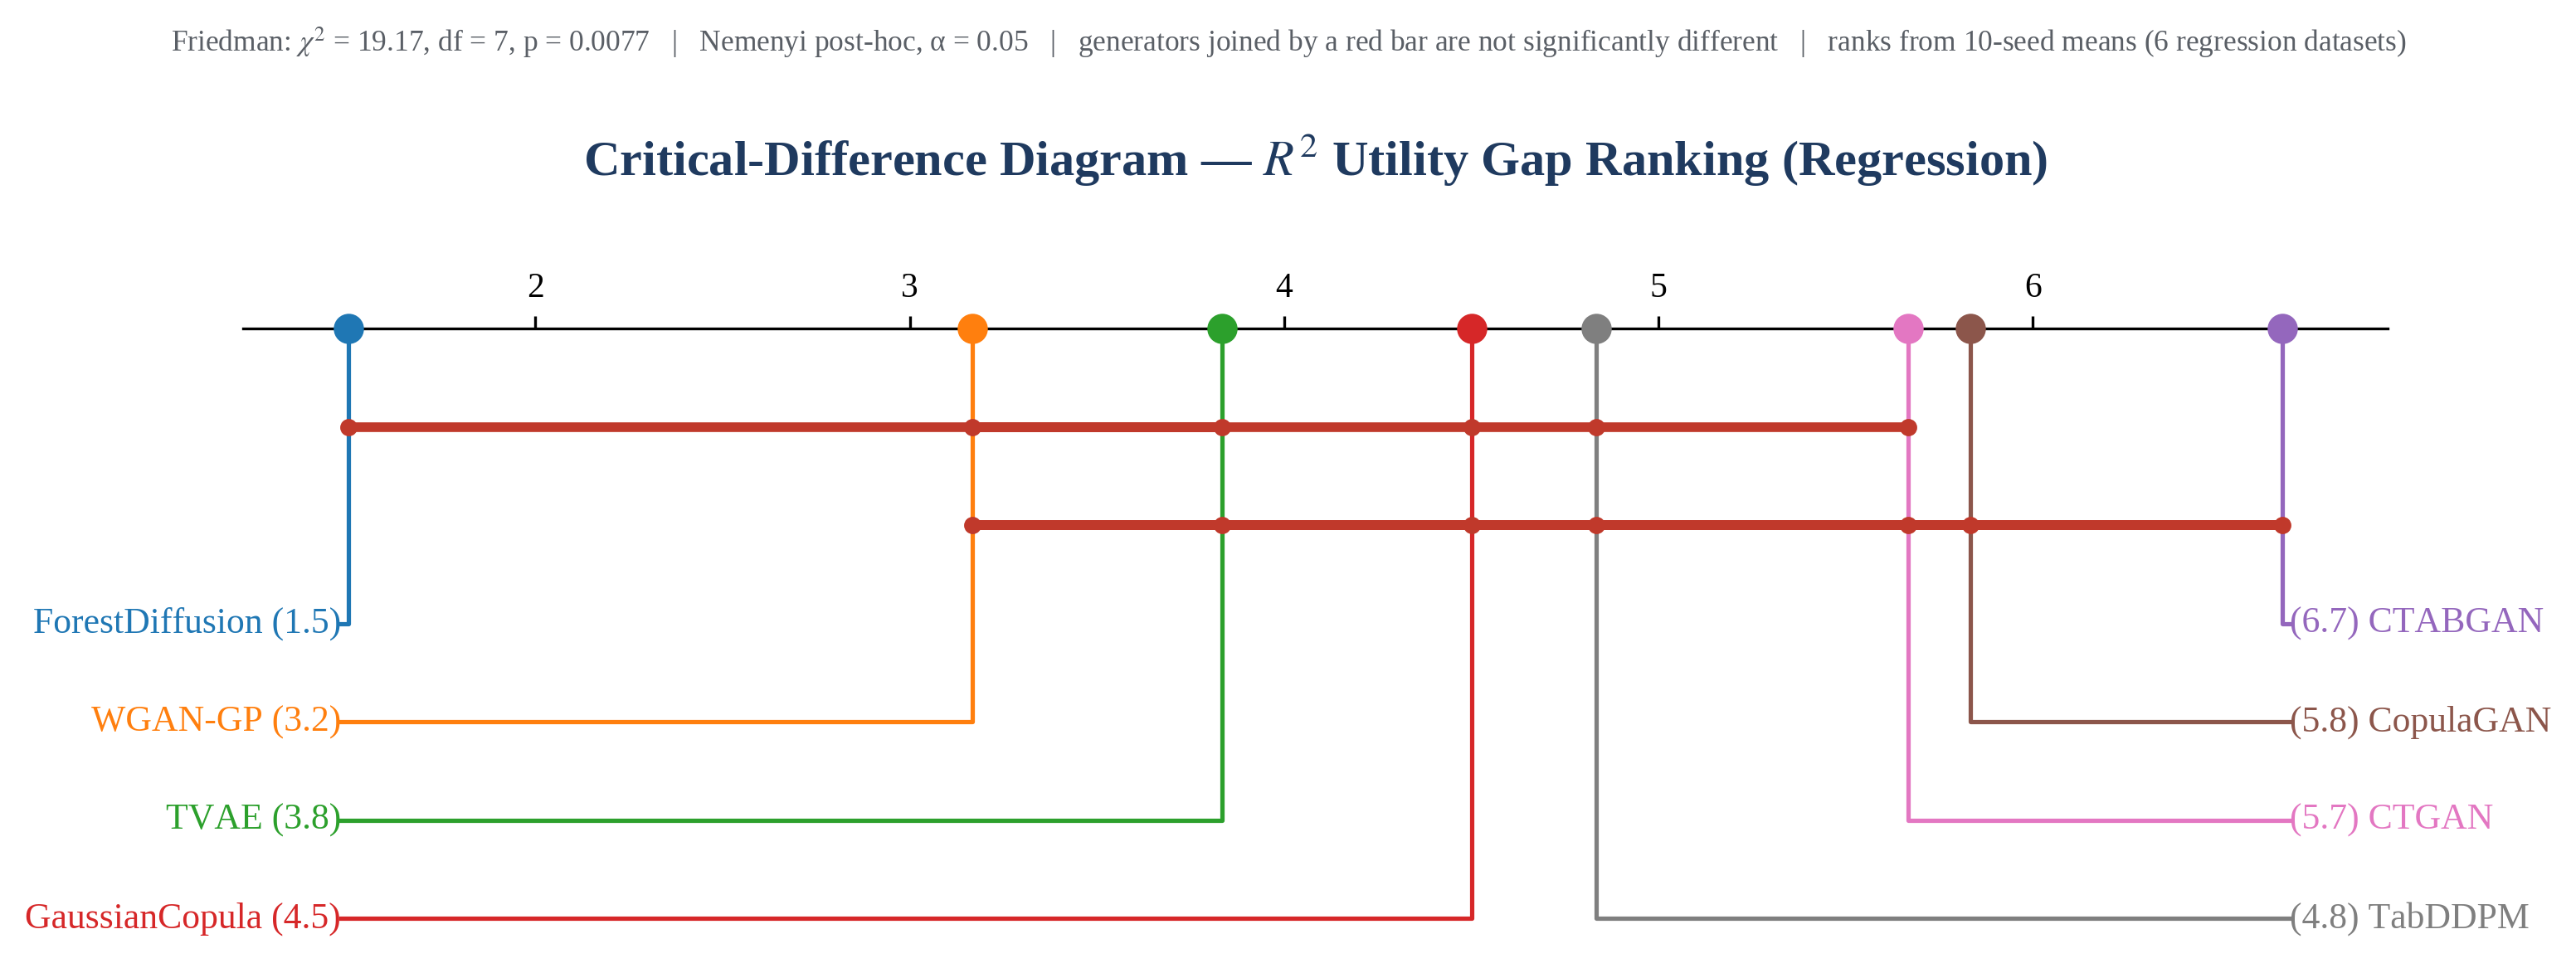 Friedman: χ² = 19.17, df = 7, p = 0.0077 | Nemenyi post-hoc, α = 0.05 | generators joined by a red bar are not significantly different | ranks from 10-seed means (6 regression datasets)
Critical-Difference Diagram — R² Utility Gap Ranking (Regression)
2 3 4 5 6
ForestDiffusion (1.5) (6.7) CTABGAN
WGAN-GP (3.2) (5.8) CopulaGAN
TVAE (3.8) (5.7) CTGAN
GaussianCopula (4.5) (4.8) TabDDPM